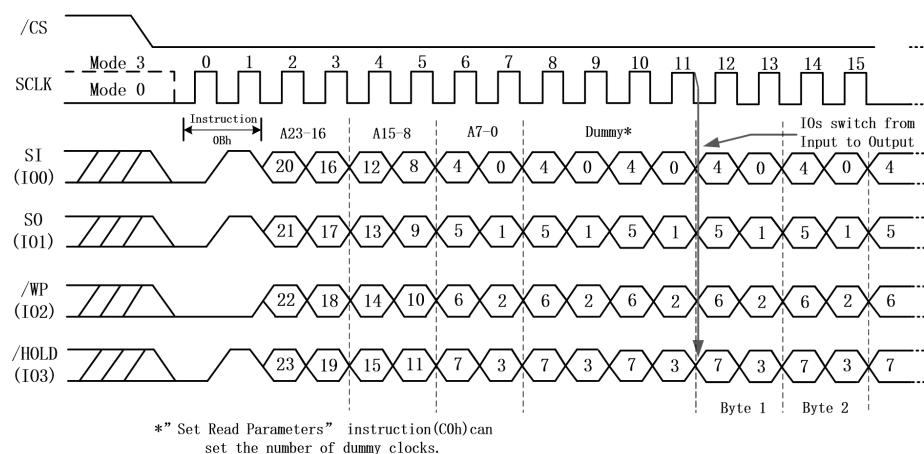 /CS
Mode 3 0 1 2 3 4 5 6 7 8 9 10 11 12 13 14 15
SCLK
Mode 0
Instruction
0Bh
A23-16 A15-8 A7-0 Dummy*
IOs switch from
Input to Output
SI
(IO0)
20 16 12 8 4 0 4 0 4 0 4 0 4 0 4
SO
(IO1)
21 17 13 9 5 1 5 1 5 1 5 1 5 1 5
/WP
(IO2)
22 18 14 10 6 2 6 2 6 2 6 2 6 2 6
/HOLD
(IO3)
23 19 15 11 7 3 7 3 7 3 7 3 7 3 7
Byte 1 Byte 2
*" Set Read Parameters" instruction(C0h)can
set the number of dummy clocks.